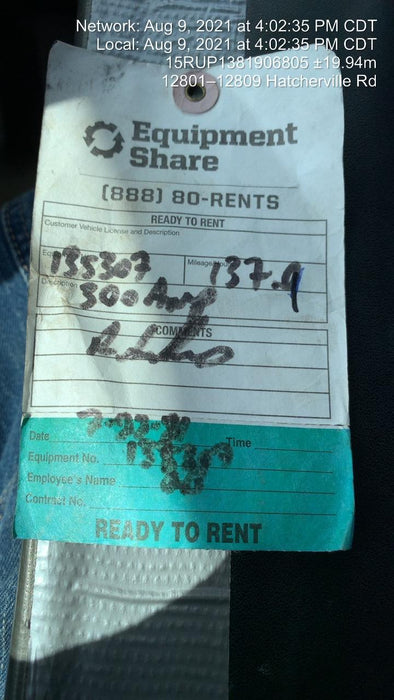 Network: Aug 9, 2021 at 4:02:35 PM CDT
Local: Aug 9, 2021 at 4:02:35 PM CDT
15RUP1381906805 ±19.94m
12801–12809 Hatcherville Rd
Equipment
Share
(888) 80-RENTS
READY TO RENT
Customer Vehicle License and Description
135307 Mileage 137.9
Description 300 Amp
COMMENTS
Date Time
Equipment No.
Employee's Name
Contract No.
READY TO RENT